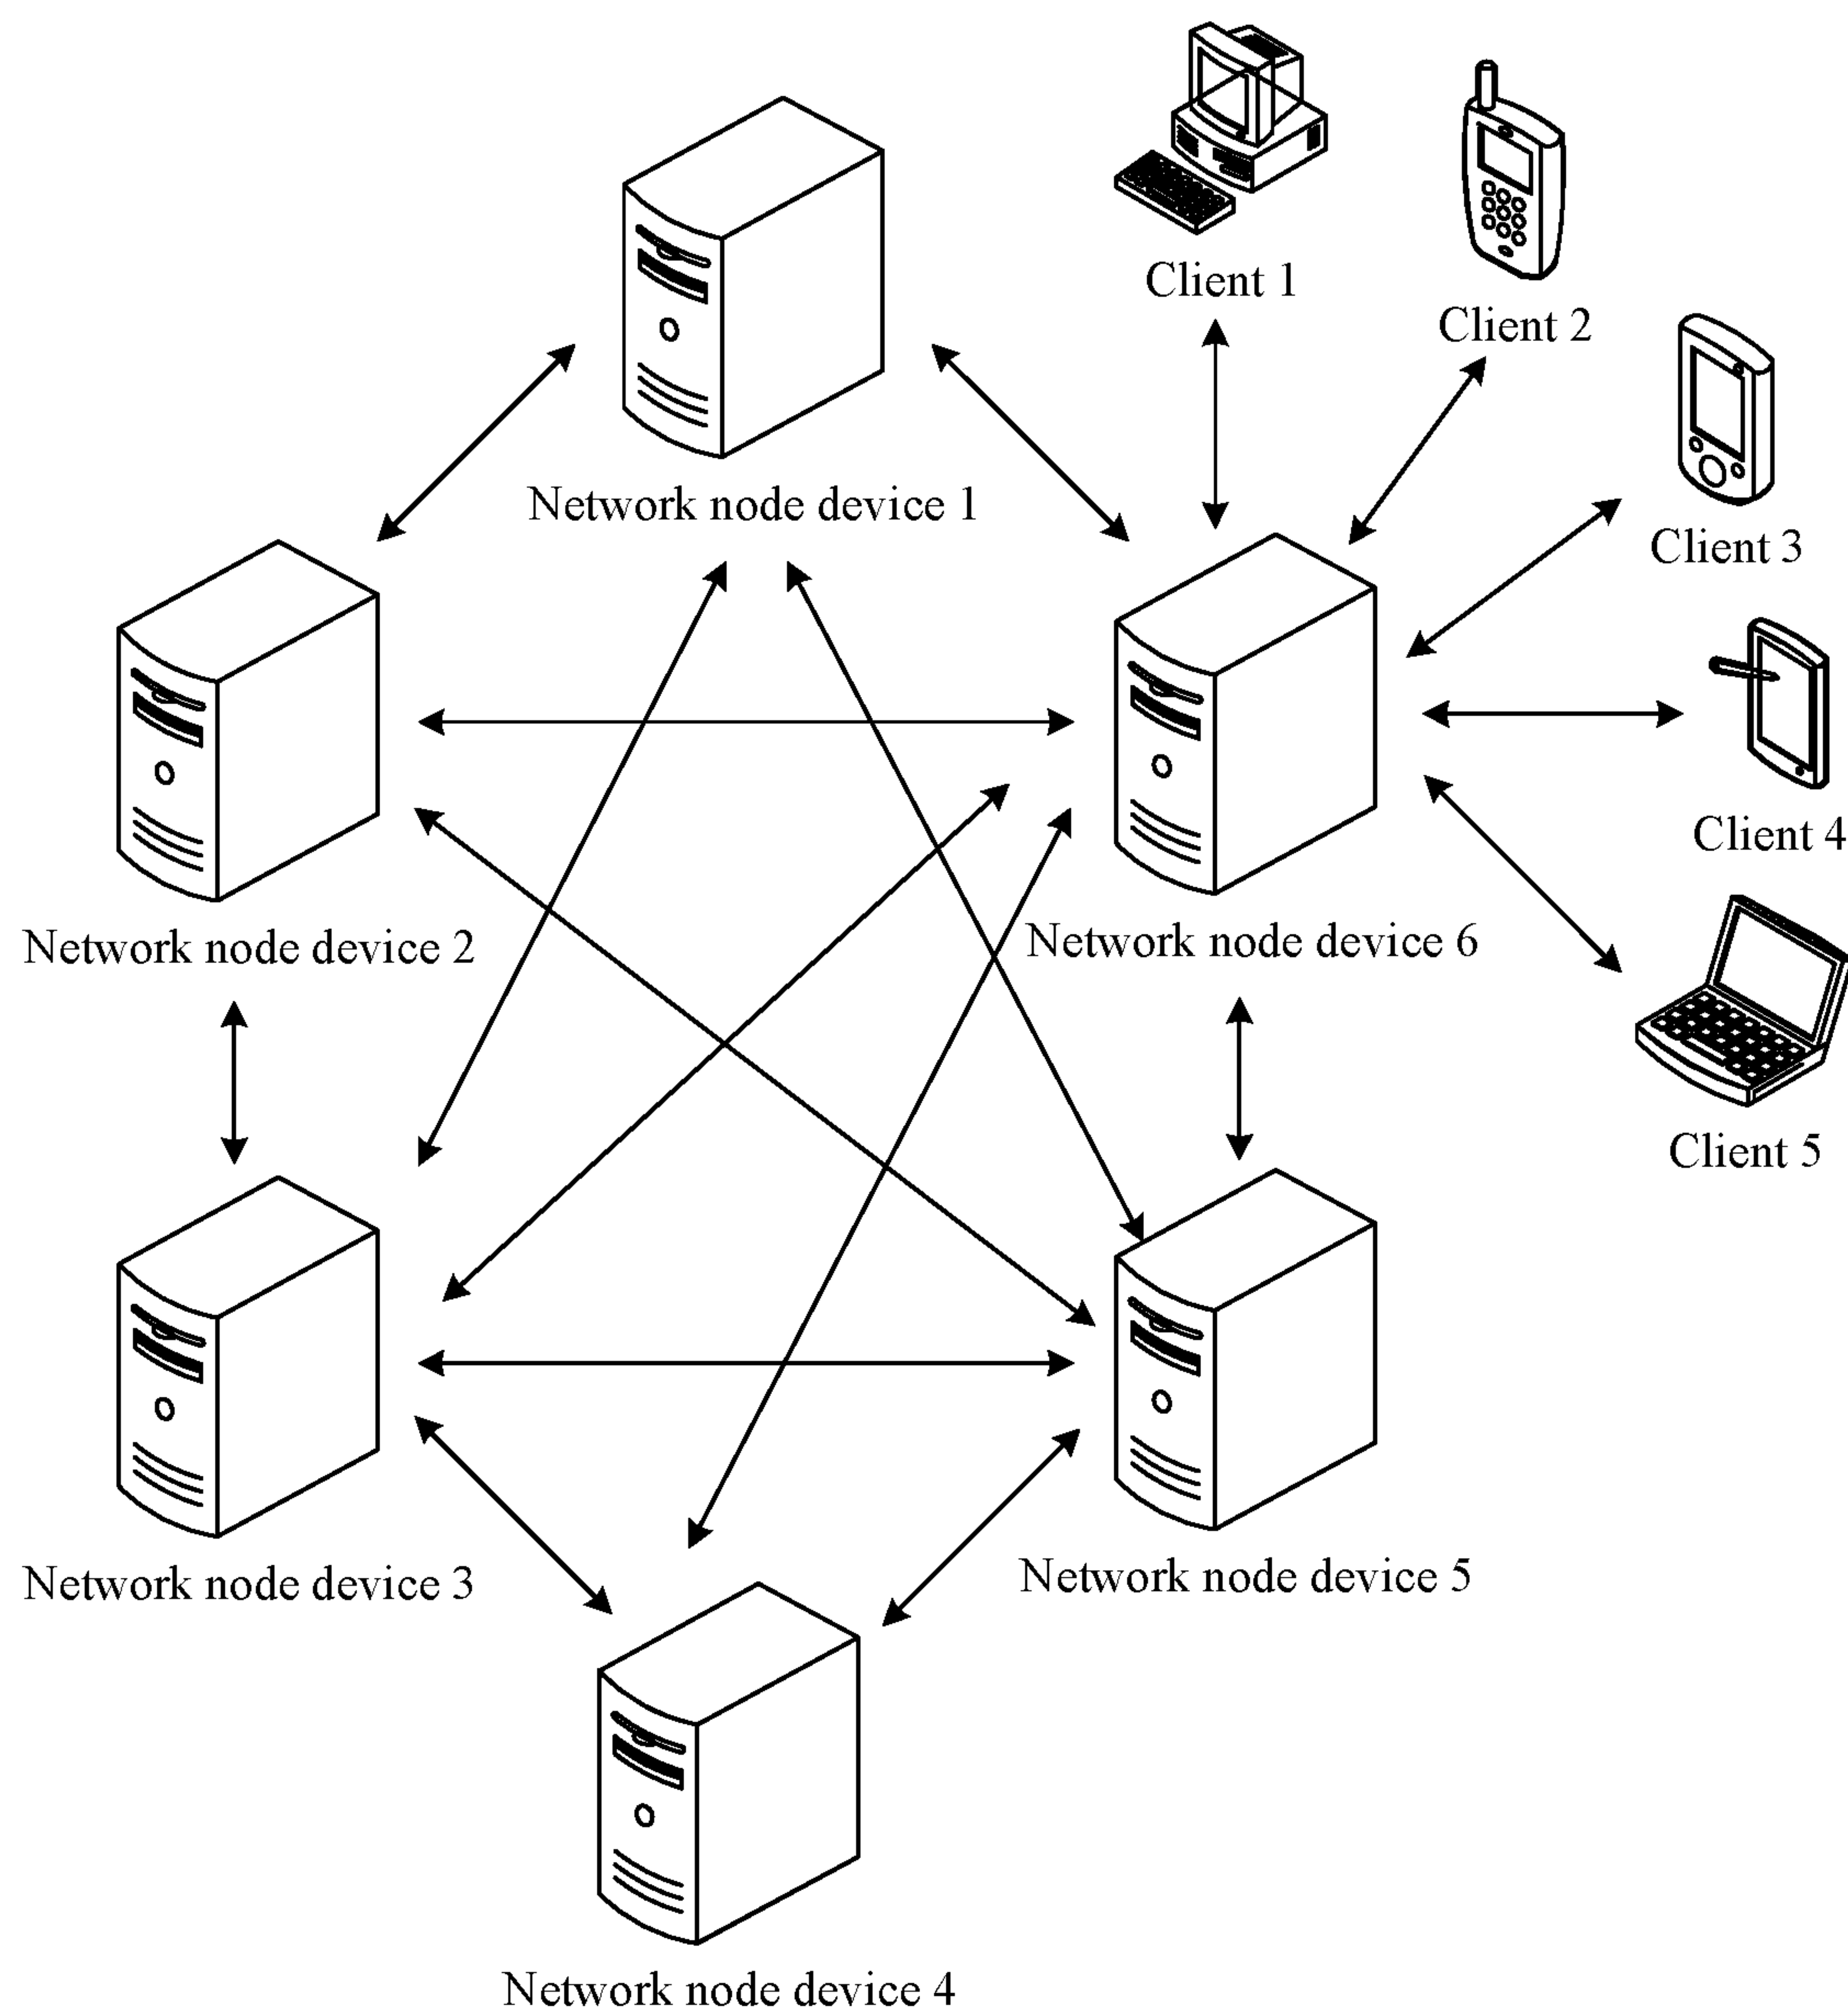 Client 1
Client 2
Network node device 1
Client 3
Client 4
Network node device 2
Network node device 6
Client 5
Network node device 3
Network node device 5
Network node device 4